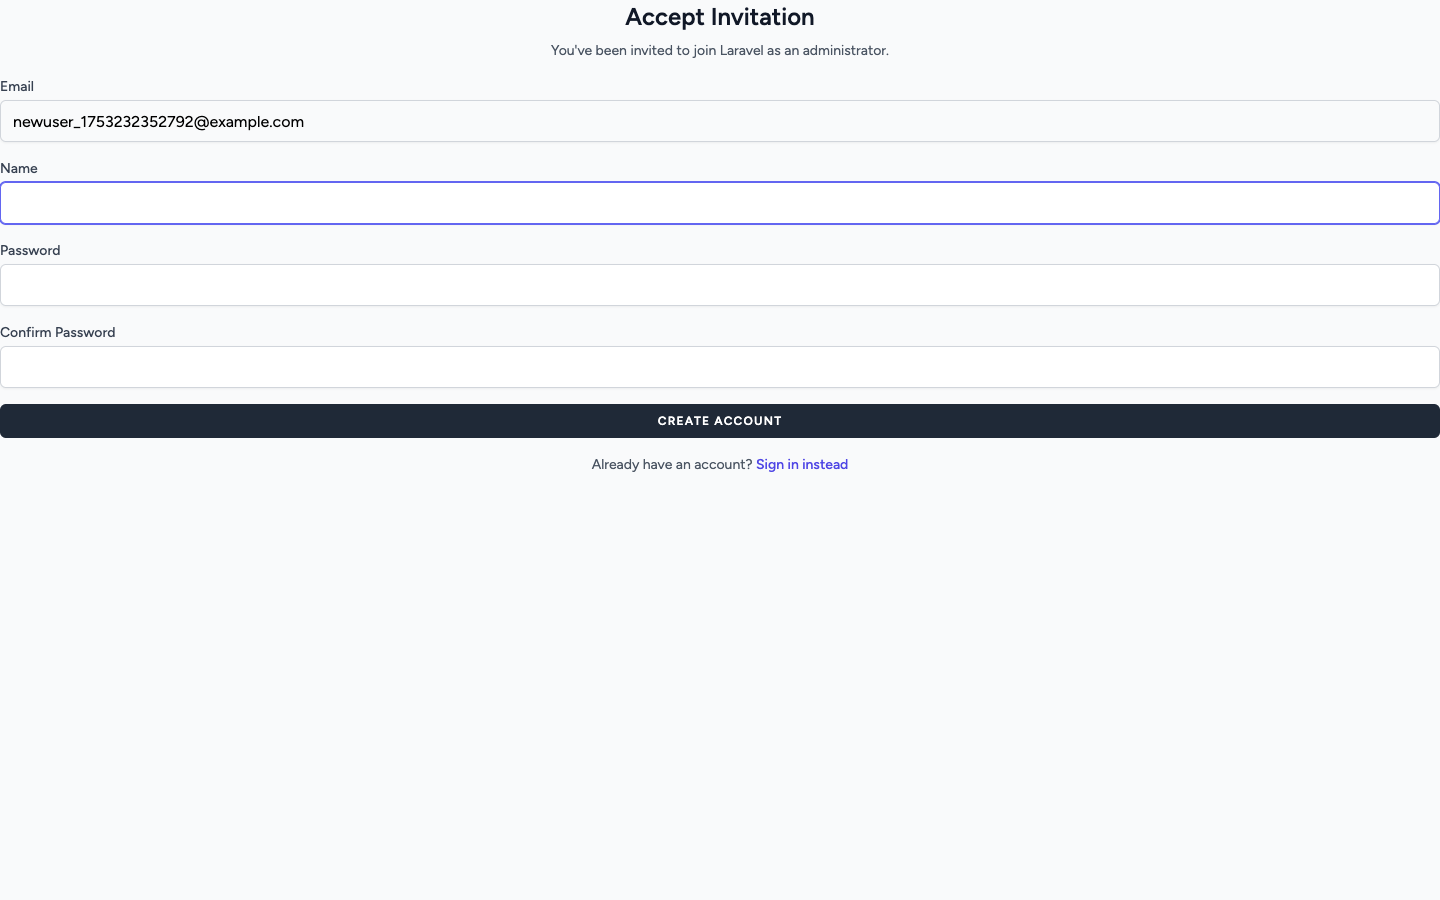 Accept Invitation
You've been invited to join Laravel as an administrator.
Email
newuser_1753232352792@example.com
Name
Password
Confirm Password
CREATE ACCOUNT
Already have an account? Sign in instead